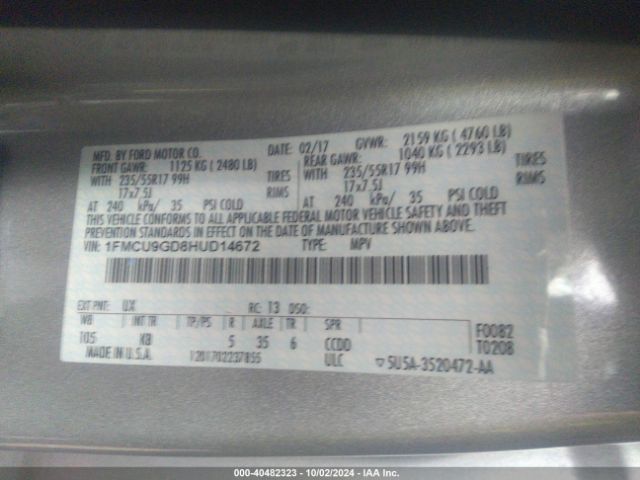 MFD. BY FORD MOTOR CO. DATE: 02/17 GVWR: 2159 KG ( 4760 LB)
FRONT GAWR: 1125 KG ( 2480 LB) REAR GAWR: 1040 KG ( 2293 LB)
WITH 235/55R17 99H TIRES WITH 235/55R17 99H TIRES
17x7.5J RIMS 17x7.5J RIMS
AT 240 kPa/ 35 PSI COLD AT 240 kPa/ 35 PSI COLD
THIS VEHICLE CONFORMS TO ALL APPLICABLE FEDERAL MOTOR VEHICLE SAFETY AND THEFT
PREVENTION STANDARDS IN EFFECT ON THE DATE OF MANUFACTURE SHOWN ABOVE.
VIN: 1FMCU9GD8HUD14672 TYPE: MPV
EXT PNT: UX RC: 13 DSO:
WB INT TR TP/PS R AXLE TR SPR F0082
105 KB 5 35 6 CCDD T0208
MADE IN U.S.A. ULC ▽5U5A-3520472-AA
000-40482323 - 10/02/2024 - IAA Inc.